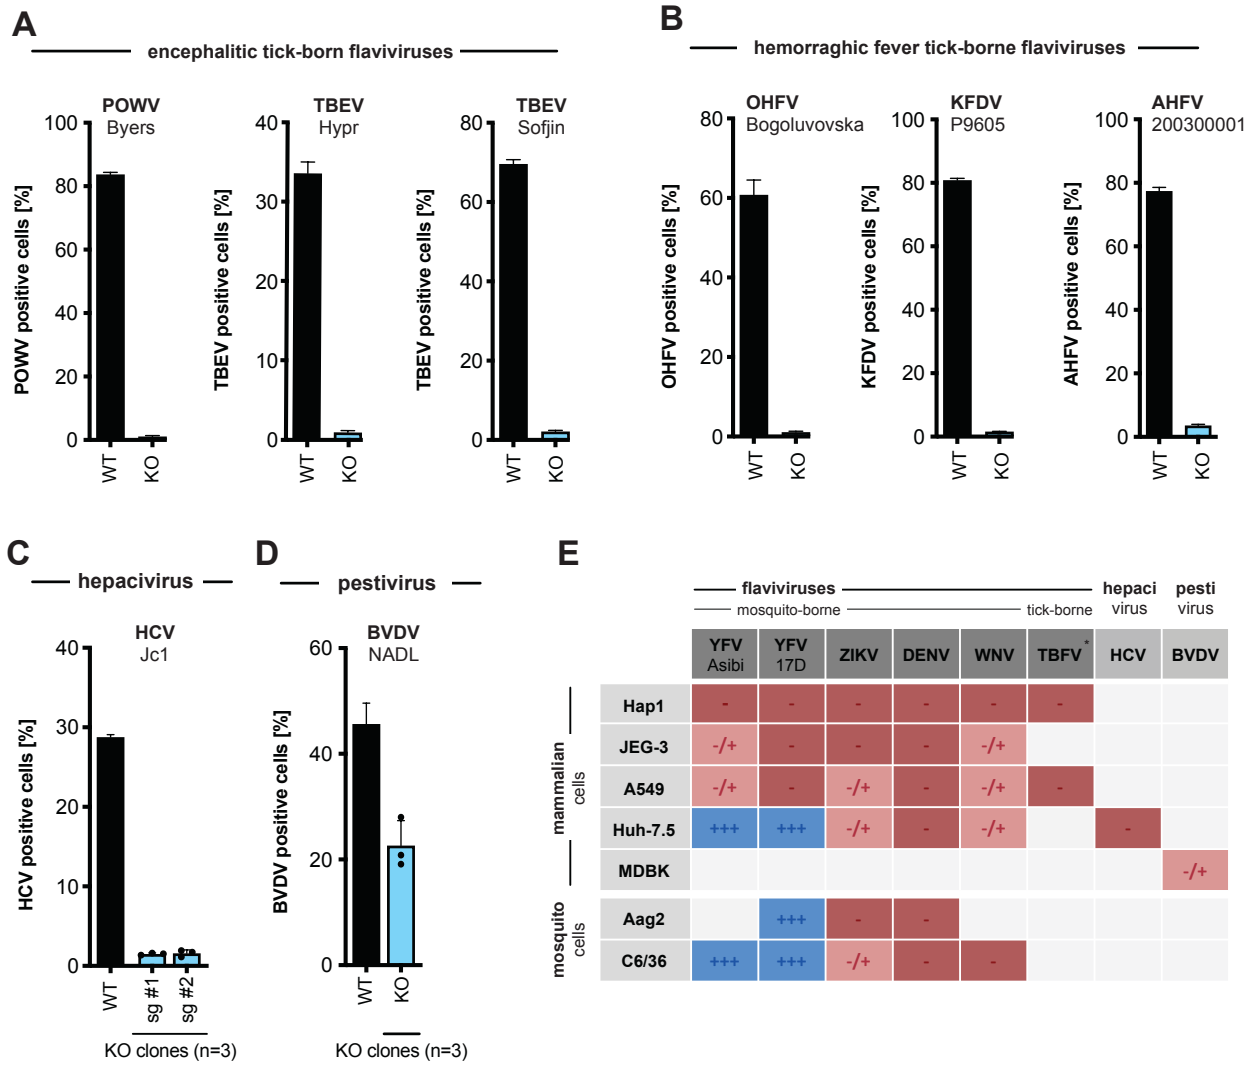 A
encephalitic tick-born flaviviruses
POWV
Byers
POWV positive cells [%]
100
80
60
40
20
0
WT
KO
TBEV
Hypr
TBEV positive cells [%]
40
30
20
10
0
WT
KO
TBEV
Sofjin
TBEV positive cells [%]
80
60
40
20
0
WT
KO
B
hemorraghic fever tick-borne flaviviruses
OHFV
Bogoluvovska
OHFV positive cells [%]
80
60
40
20
0
WT
KO
KFDV
P9605
KFDV positive cells [%]
100
80
60
40
20
0
WT
KO
AHFV
200300001
AHFV positive cells [%]
100
80
60
40
20
0
WT
KO
C
hepacivirus
HCV
Jc1
HCV positive cells [%]
40
30
20
10
0
WT
sg #1
sg #2
KO clones (n=3)
D
pestivirus
BVDV
NADL
BVDV positive cells [%]
60
40
20
0
WT
KO
KO clones (n=3)
E
flaviviruses hepaci pesti
mosquito-borne tick-borne virus virus
YFV Asibi YFV 17D ZIKV DENV WNV TBFV* HCV BVDV
mammalian
cells
Hap1 - - - - - -
JEG-3 -/+ - - - -/+
A549 -/+ - -/+ - -/+ -
Huh-7.5 +++ +++ -/+ - -/+ -
MDBK -/+
mosquito
cells
Aag2 +++ - -
C6/36 +++ +++ -/+ - -